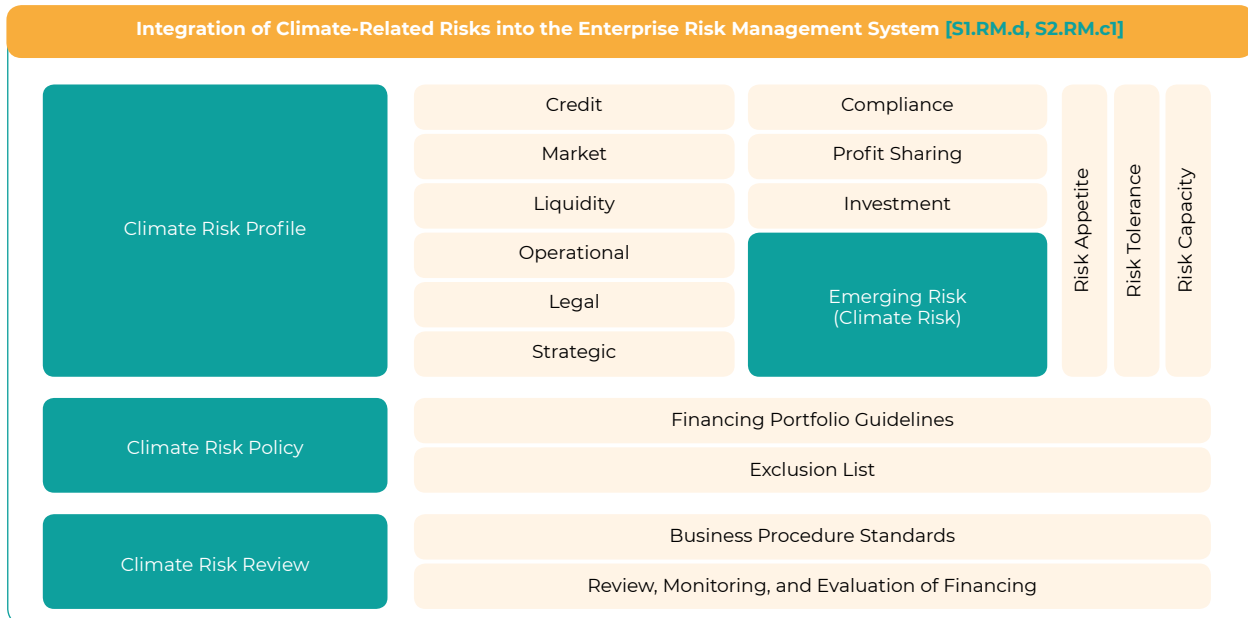 Integration of Climate-Related Risks into the Enterprise Risk Management System [S1.RM.d, S2.RM.c1]
Climate Risk Profile
Credit
Market
Liquidity
Operational
Legal
Strategic
Compliance
Profit Sharing
Investment
Emerging Risk
(Climate Risk)
Risk Appetite
Risk Tolerance
Risk Capacity
Climate Risk Policy
Financing Portfolio Guidelines
Exclusion List
Climate Risk Review
Business Procedure Standards
Review, Monitoring, and Evaluation of Financing